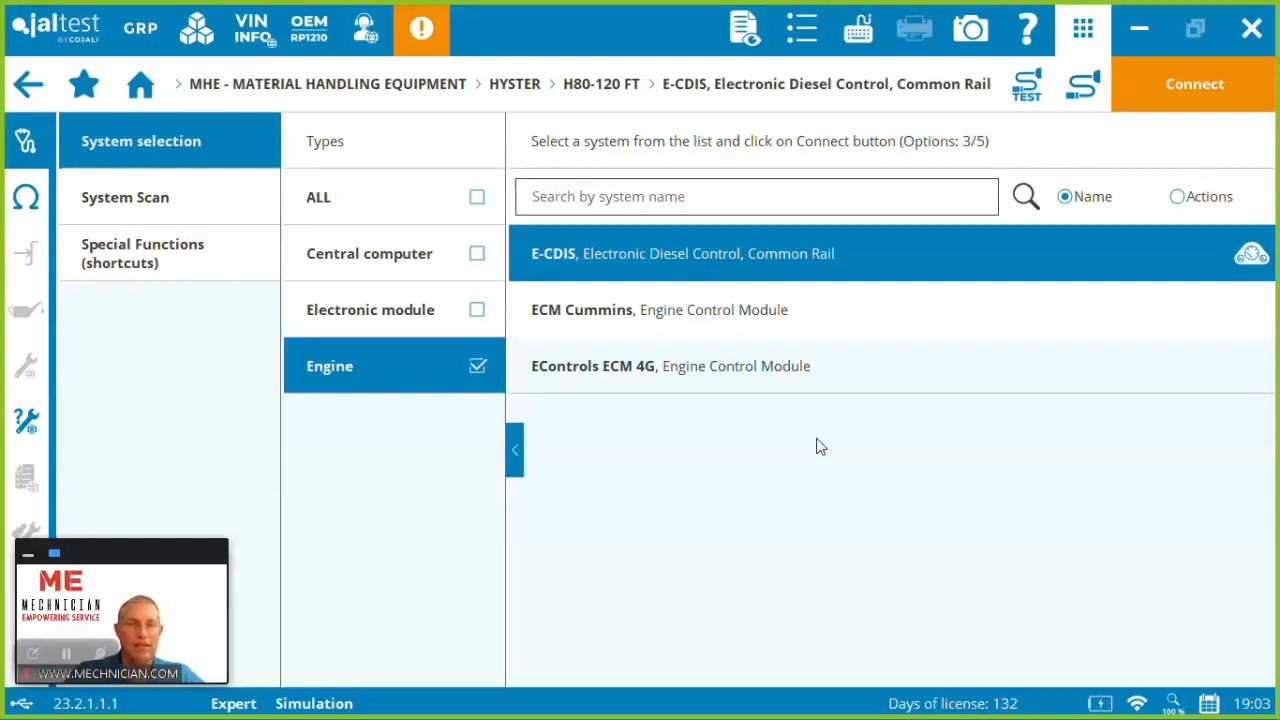 jaltest
BY COJALI
GRP
VIN
INFO
OEM
RP1210
?
> MHE - MATERIAL HANDLING EQUIPMENT > HYSTER > H80-120 FT > E-CDIS, Electronic Diesel Control, Common Rail
TEST
Connect
System selection
System Scan
Special Functions
(shortcuts)
Types
ALL
Central computer
Electronic module
Engine
Select a system from the list and click on Connect button (Options: 3/5)
Search by system name
Name
Actions
E-CDIS, Electronic Diesel Control, Common Rail
ECM Cummins, Engine Control Module
EControls ECM 4G, Engine Control Module
ME
MECHNICIAN
EMPOWERING SERVICE
WWW.MECHNICIAN.COM
23.2.1.1.1
Expert
Simulation
Days of license: 132
100 %
19:03